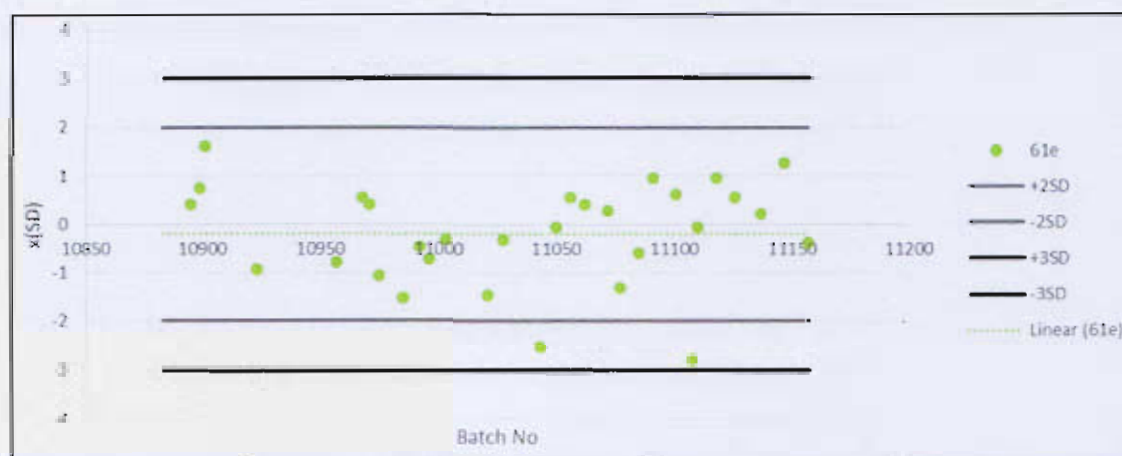 4
3
2
1
0
-1
-2
-3
-4
x(SD)
10850 10900 10950 11000 11050 11100 11150 11200
Batch No
61e
+2SD
-2SD
+3SD
-3SD
Linear (61e)